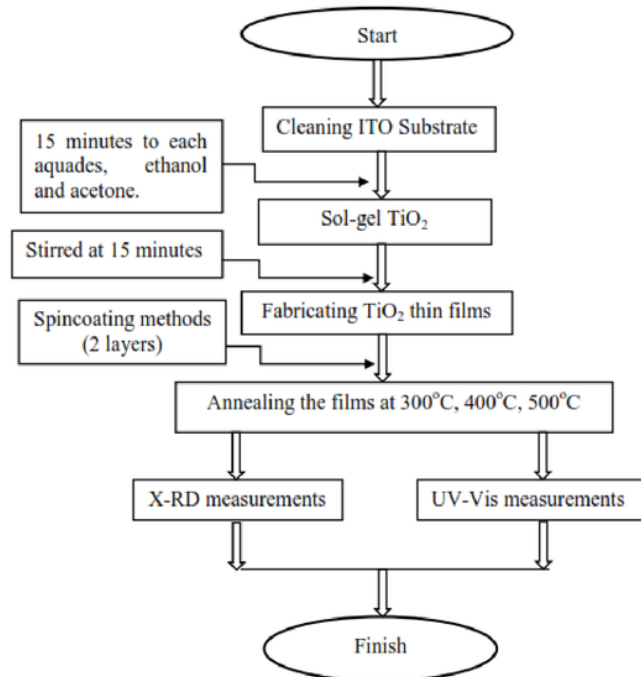 Start
Cleaning ITO Substrate
15 minutes to each
aquades, ethanol
and acetone.
Sol-gel TiO₂
Stirred at 15 minutes
Fabricating TiO₂ thin films
Spincoating methods
(2 layers)
Annealing the films at 300°C, 400°C, 500°C
X-RD measurements
UV-Vis measurements
Finish